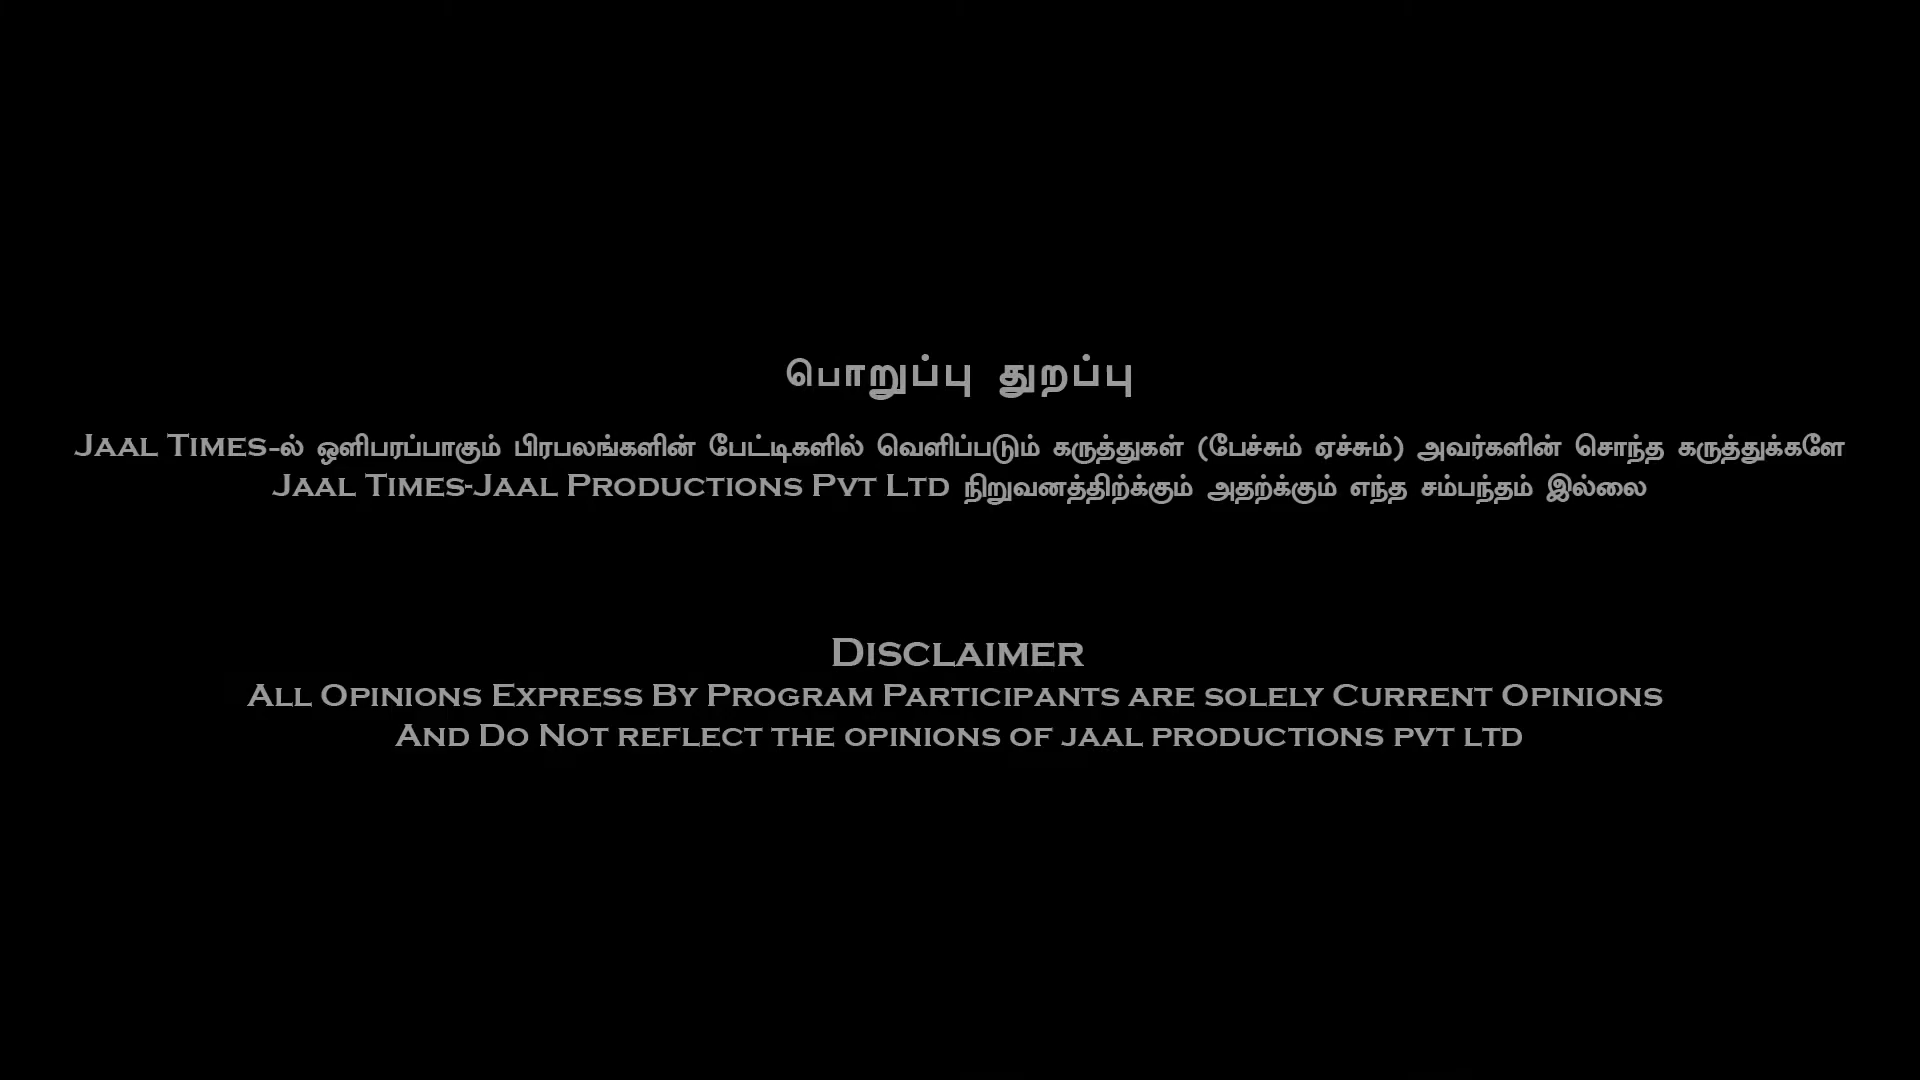 பொறுப்பு துறப்பு
JAAL TIMES-ல் ஒளிபரப்பாகும் பிரபலங்களின் பேட்டிகளில் வெளிப்படும் கருத்துகள் (பேச்சும் ஏச்சும்) அவர்களின் சொந்த கருத்துக்களே
JAAL TIMES-JAAL PRODUCTIONS PVT LTD நிறுவனத்திற்க்கும் அதற்க்கும் எந்த சம்பந்தம் இல்லை
DISCLAIMER
ALL OPINIONS EXPRESS BY PROGRAM PARTICIPANTS ARE SOLELY CURRENT OPINIONS
AND DO NOT REFLECT THE OPINIONS OF JAAL PRODUCTIONS PVT LTD